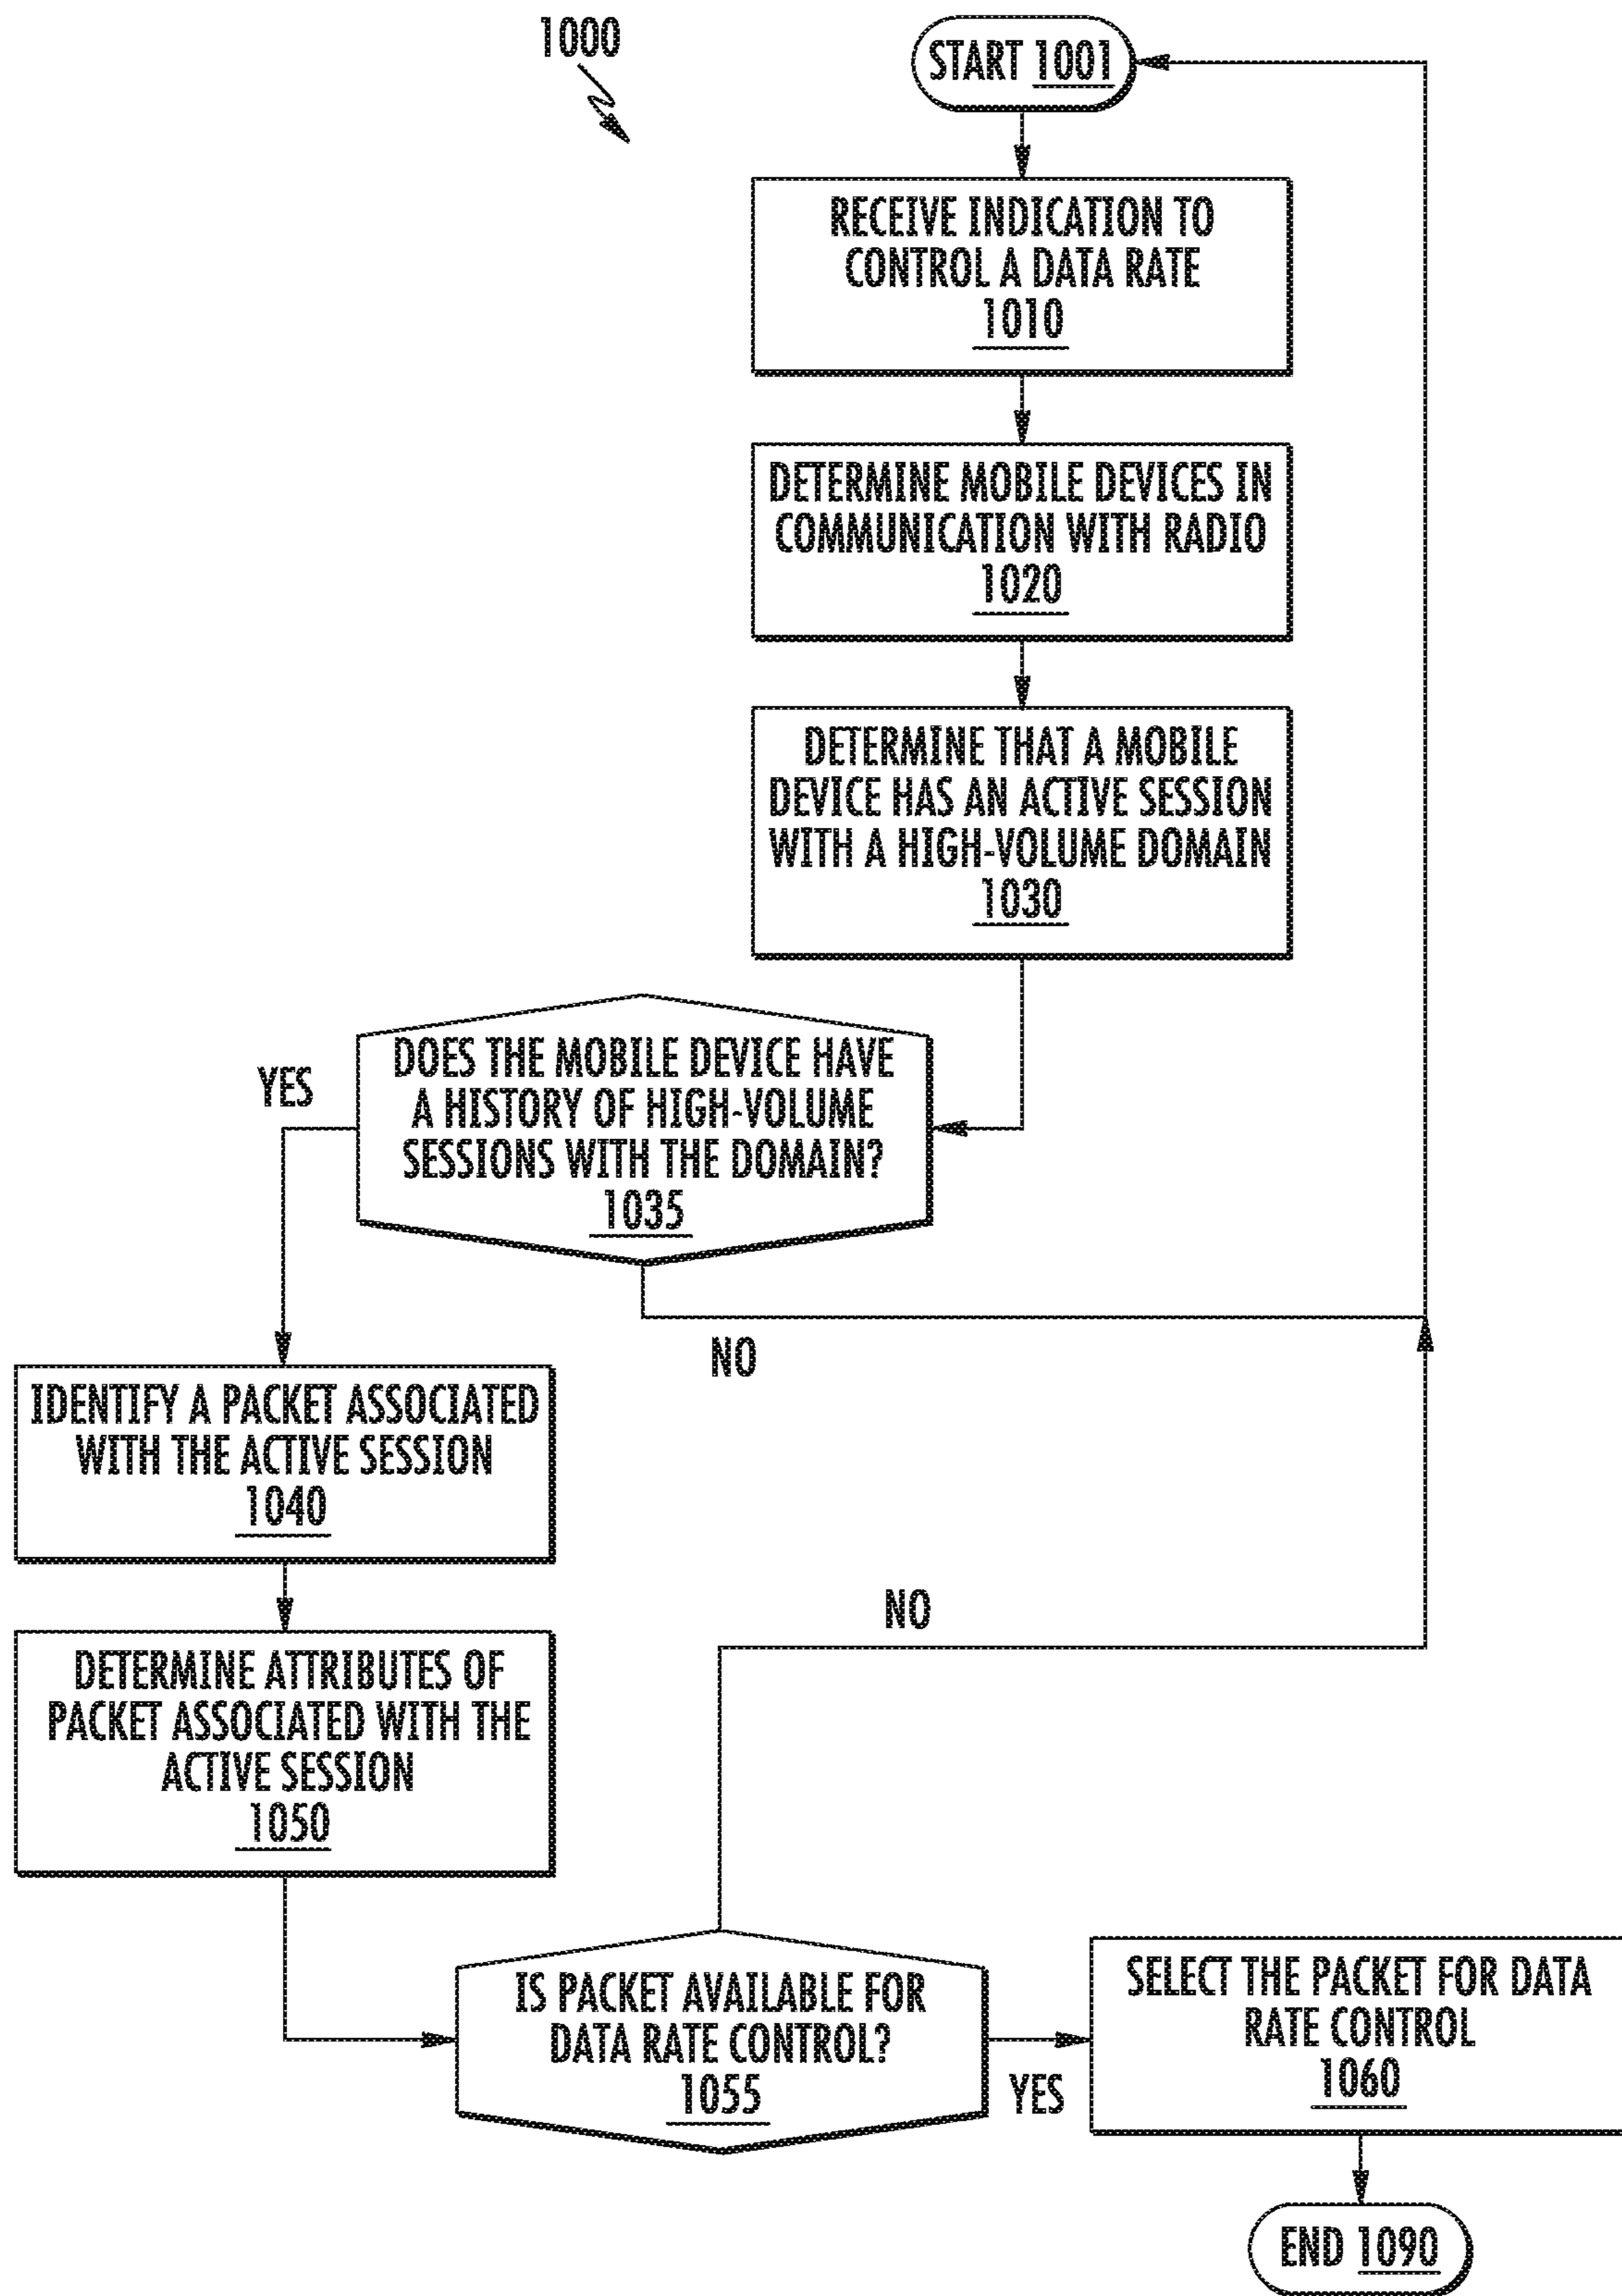 1000
START 1001
RECEIVE INDICATION TO
CONTROL A DATA RATE
1010
DETERMINE MOBILE DEVICES IN
COMMUNICATION WITH RADIO
1020
DETERMINE THAT A MOBILE
DEVICE HAS AN ACTIVE SESSION
WITH A HIGH-VOLUME DOMAIN
1030
DOES THE MOBILE DEVICE HAVE
A HISTORY OF HIGH-VOLUME
SESSIONS WITH THE DOMAIN?
1035
YES
NO
IDENTIFY A PACKET ASSOCIATED
WITH THE ACTIVE SESSION
1040
DETERMINE ATTRIBUTES OF
PACKET ASSOCIATED WITH THE
ACTIVE SESSION
1050
NO
IS PACKET AVAILABLE FOR
DATA RATE CONTROL?
1055
YES
SELECT THE PACKET FOR DATA
RATE CONTROL
1060
END 1090